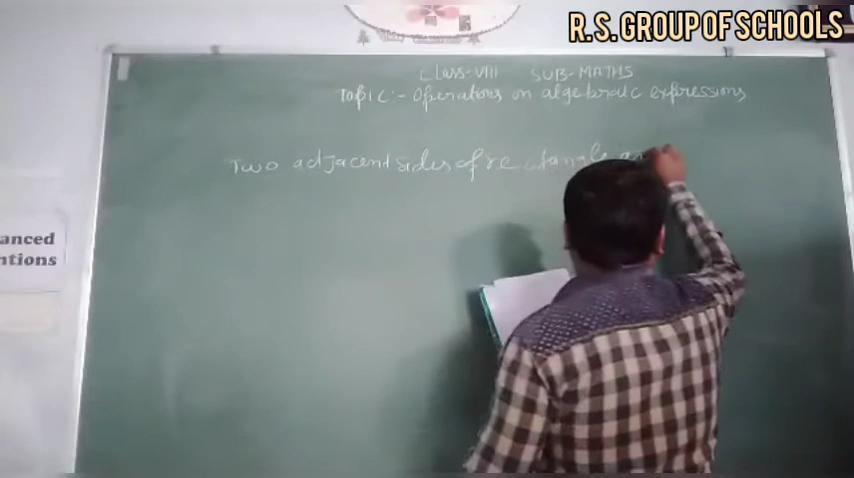 R.S. GROUP OF SCHOOLS
Class-VIII SUB-MATHS
Topic:- Operations on algebraic expressions
Two adjacent sides of rectangle
anced
ntions